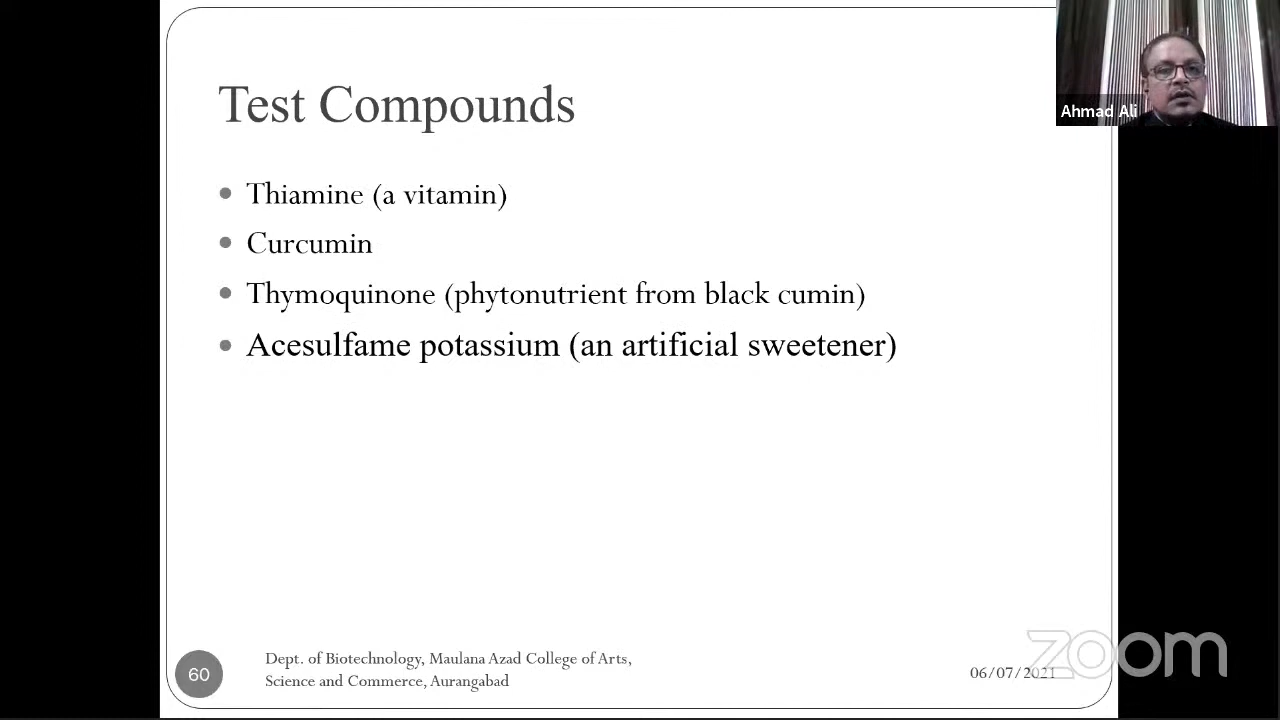 Test Compounds
Ahmad Ali
Thiamine (a vitamin)
Curcumin
Thymoquinone (phytonutrient from black cumin)
Acesulfame potassium (an artificial sweetener)
60
Dept. of Biotechnology, Maulana Azad College of Arts,
Science and Commerce, Aurangabad
06/07/2021
zoom